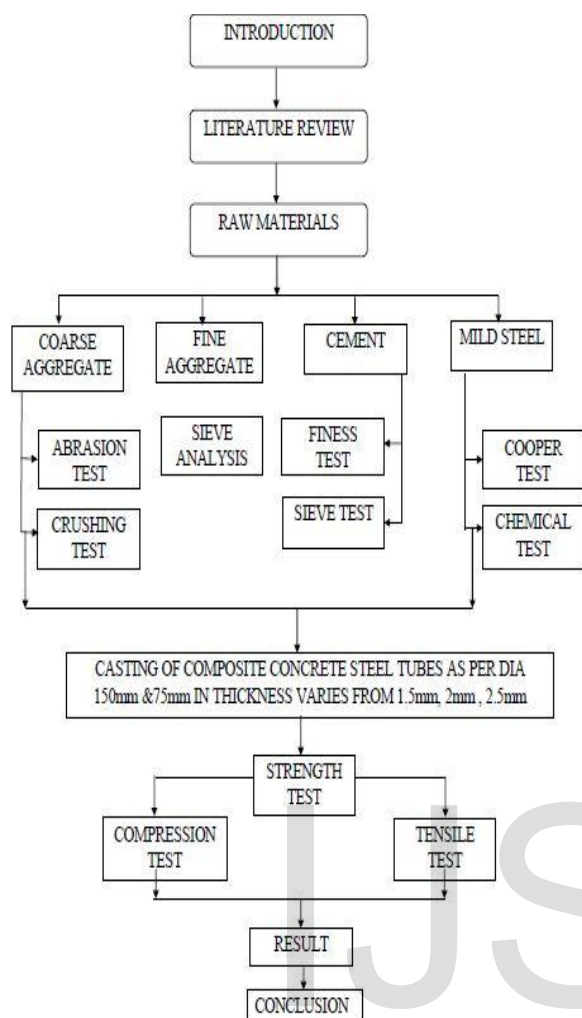 INTRODUCTION
LITERATURE REVIEW
RAW MATERIALS
COARSE
AGGREGATE
FINE
AGGREGATE
CEMENT
MILD STEEL
ABRASION
TEST
SIEVE
ANALYSIS
FINESS
TEST
COOPER
TEST
CRUSHING
TEST
SIEVE TEST
CHEMICAL
TEST
CASTING OF COMPOSITE CONCRETE STEEL TUBES AS PER DIA
150mm &75mm IN THICKNESS VARIES FROM 1.5mm, 2mm , 2.5mm
STRENGTH
TEST
COMPRESSION
TEST
TENSILE
TEST
RESULT
CONCLUSION
IJS